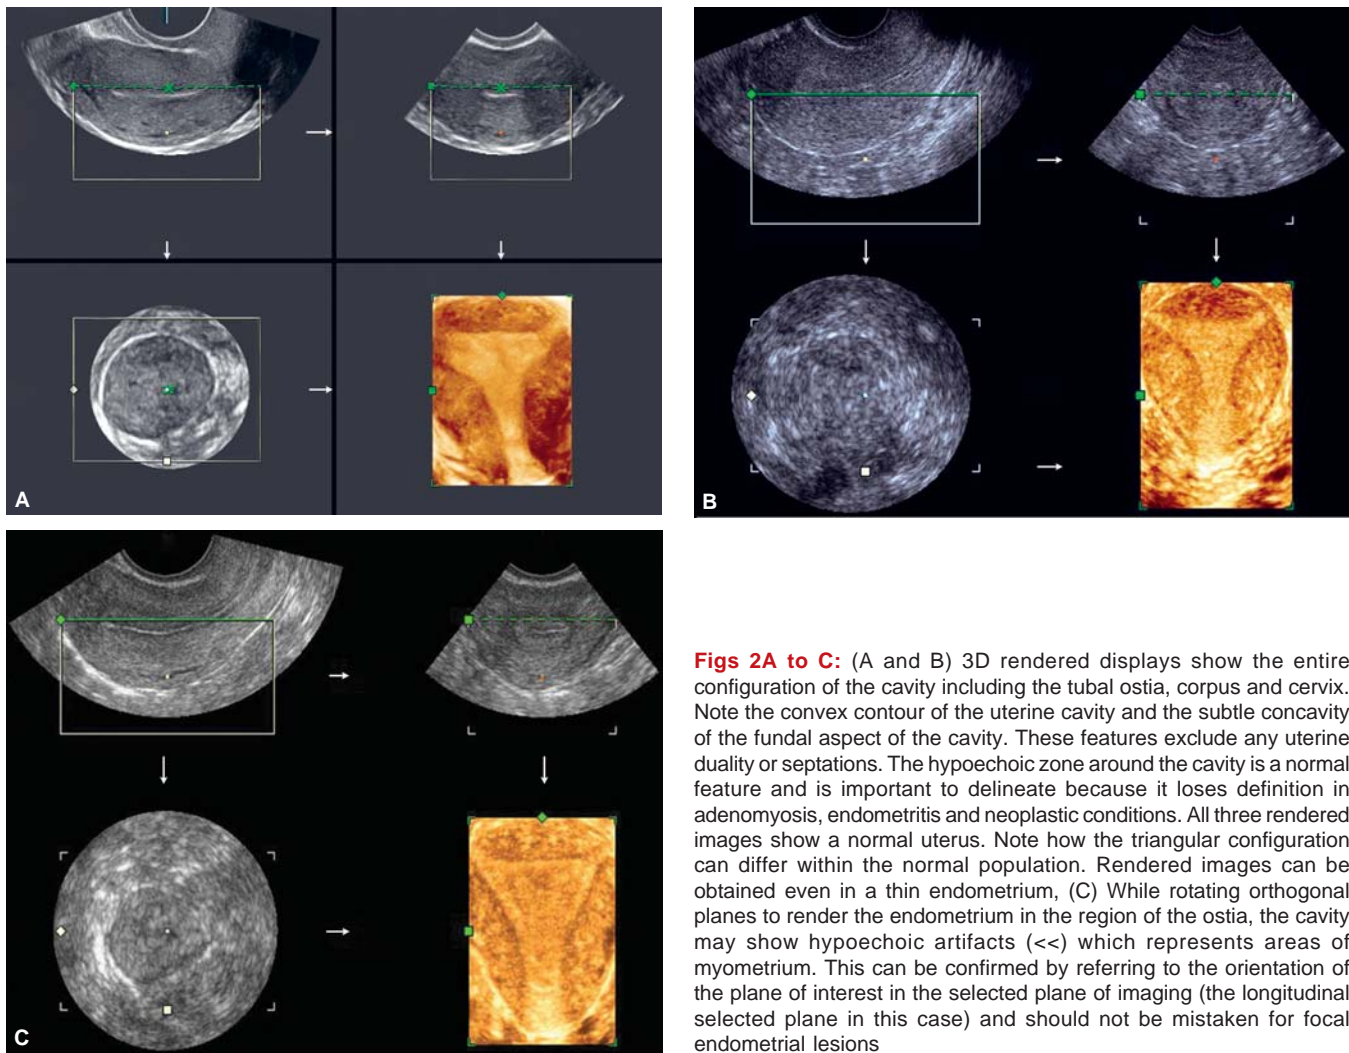 A
B
C
Figs 2A to C: (A and B) 3D rendered displays show the entire
configuration of the cavity including the tubal ostia, corpus and cervix.
Note the convex contour of the uterine cavity and the subtle concavity
of the fundal aspect of the cavity. These features exclude any uterine
duality or septations. The hypoechoic zone around the cavity is a normal
feature and is important to delineate because it loses definition in
adenomyosis, endometritis and neoplastic conditions. All three rendered
images show a normal uterus. Note how the triangular configuration
can differ within the normal population. Rendered images can be
obtained even in a thin endometrium, (C) While rotating orthogonal
planes to render the endometrium in the region of the ostia, the cavity
may show hypoechoic artifacts (<<) which represents areas of
myometrium. This can be confirmed by referring to the orientation of
the plane of interest in the selected plane of imaging (the longitudinal
selected plane in this case) and should not be mistaken for focal
endometrial lesions